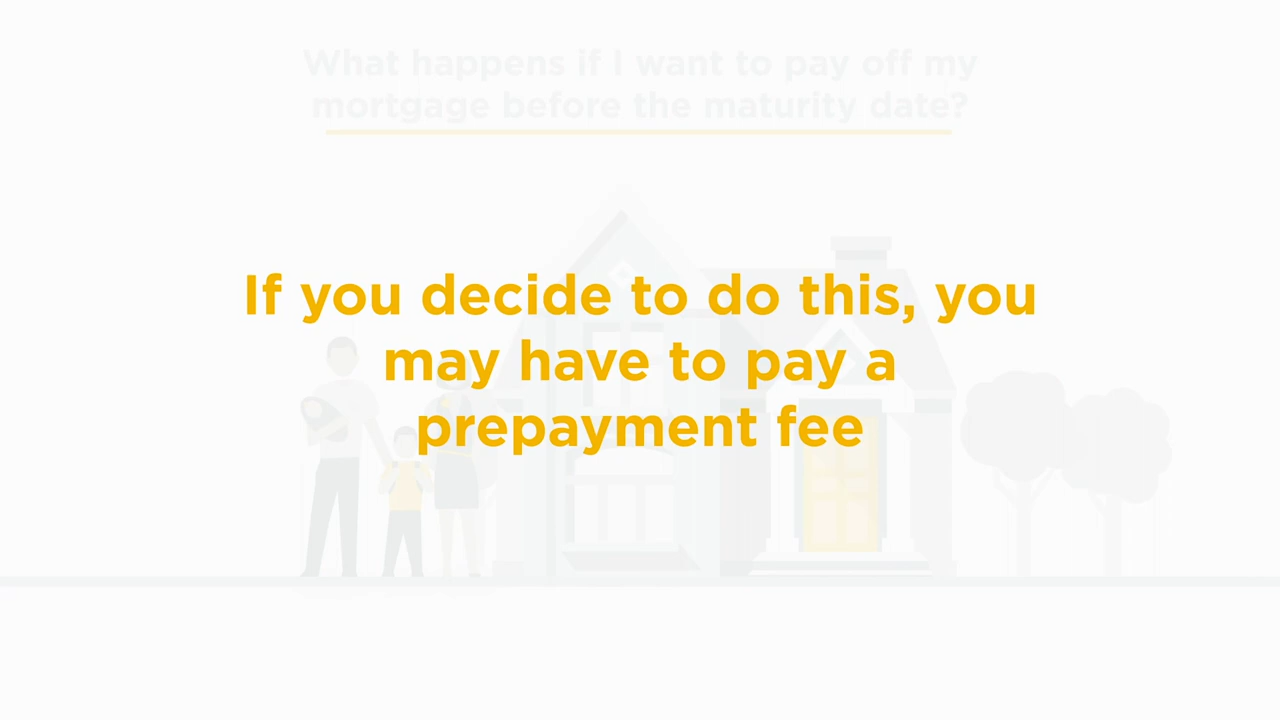 What happens if I want to pay off my
mortgage before the maturity date?
If you decide to do this, you
may have to pay a
prepayment fee